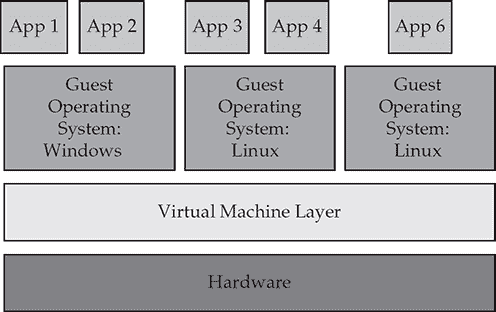 App 1 App 2 App 3 App 4 App 6
Guest
Operating
System:
Windows
Guest
Operating
System:
Linux
Guest
Operating
System:
Linux
Virtual Machine Layer
Hardware